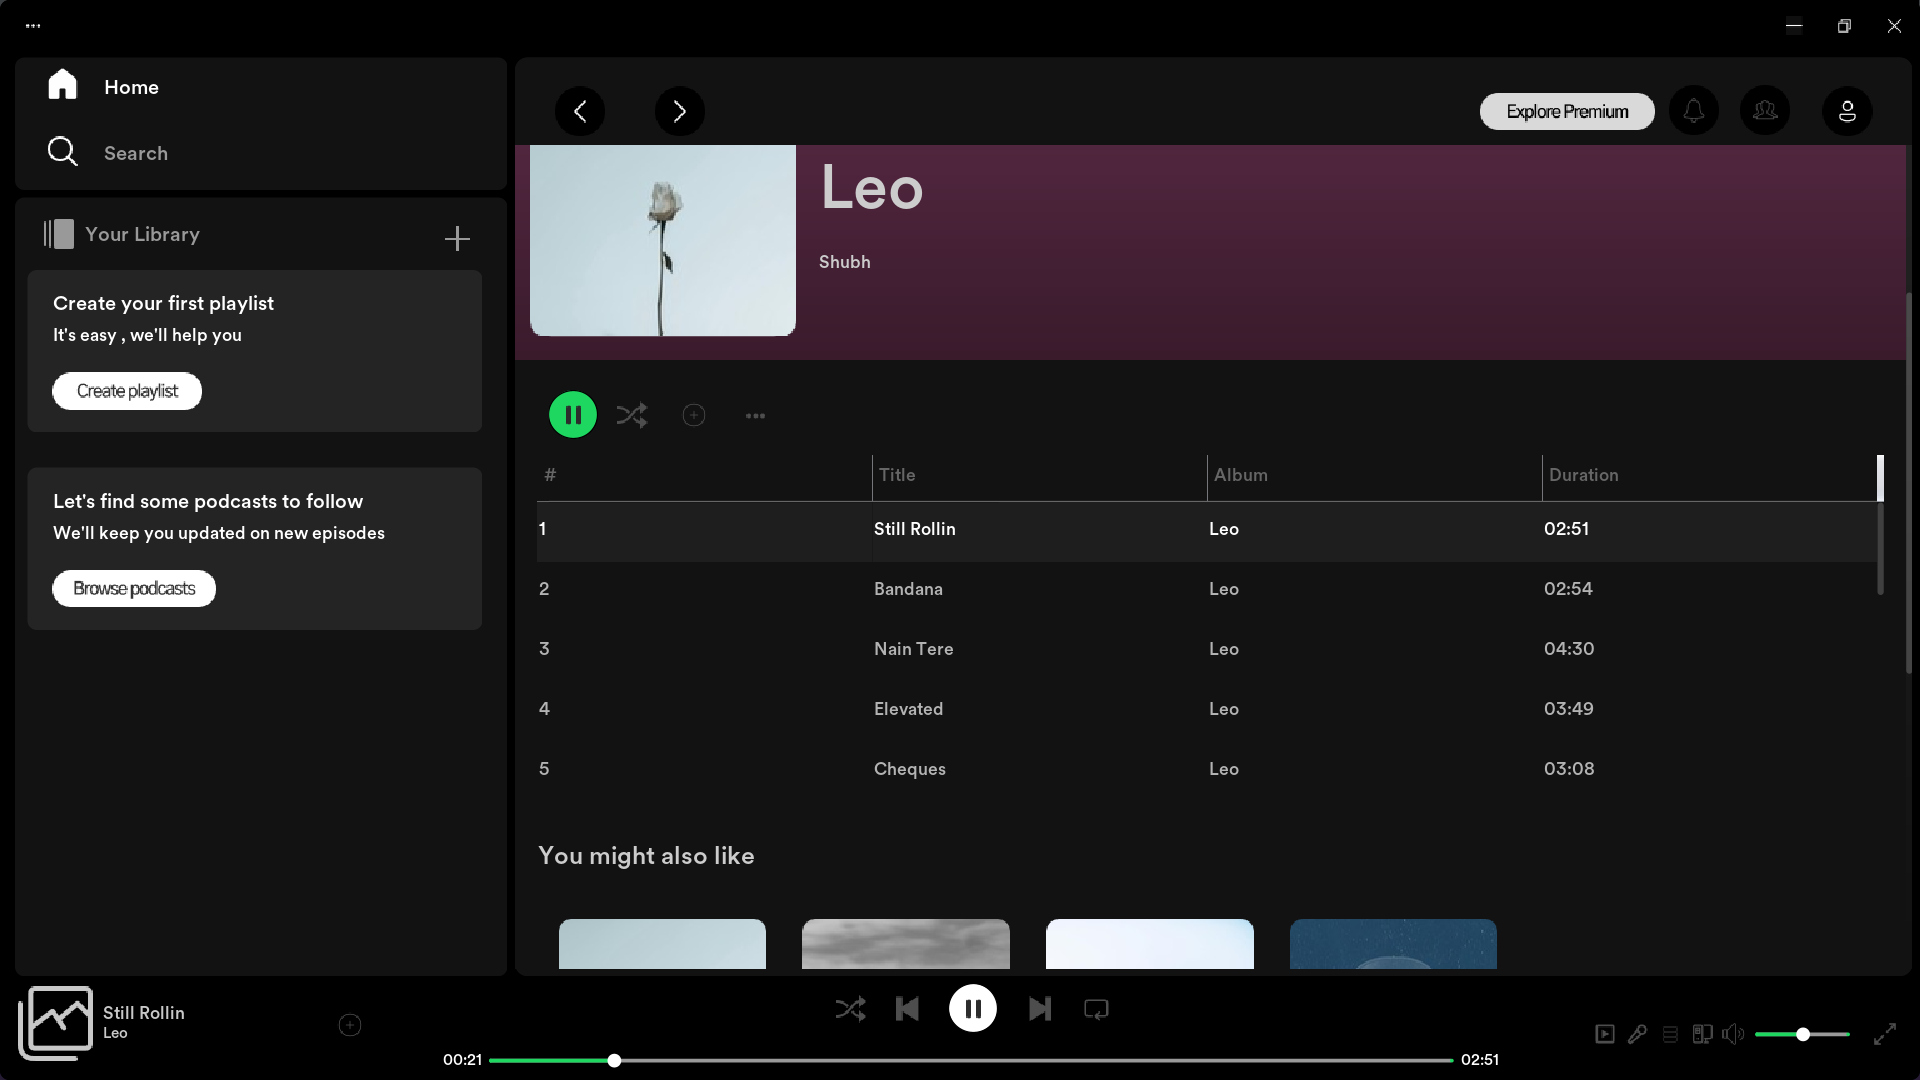 Home
Search
Your Library
Create your first playlist
It's easy , we'll help you
Create playlist
Let's find some podcasts to follow
We'll keep you updated on new episodes
Browse podcasts
Explore Premium
Leo
Shubh
# Title Album Duration
1 Still Rollin Leo 02:51
2 Bandana Leo 02:54
3 Nain Tere Leo 04:30
4 Elevated Leo 03:49
5 Cheques Leo 03:08
You might also like
Still Rollin
Leo
00:21 02:51